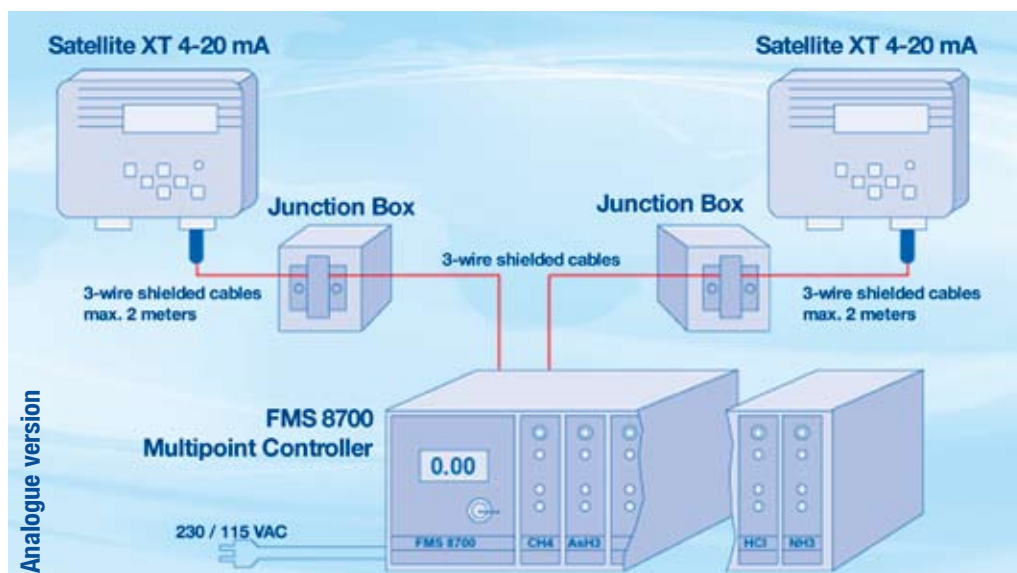 Satellite XT 4-20 mA
Satellite XT 4-20 mA
Junction Box
Junction Box
3-wire shielded cables
3-wire shielded cables
max. 2 meters
3-wire shielded cables
max. 2 meters
FMS 8700
Multipoint Controller
0.00
230 / 115 VAC
FMS 8700
CH4
AsH3
HCl
NH3
Analogue version